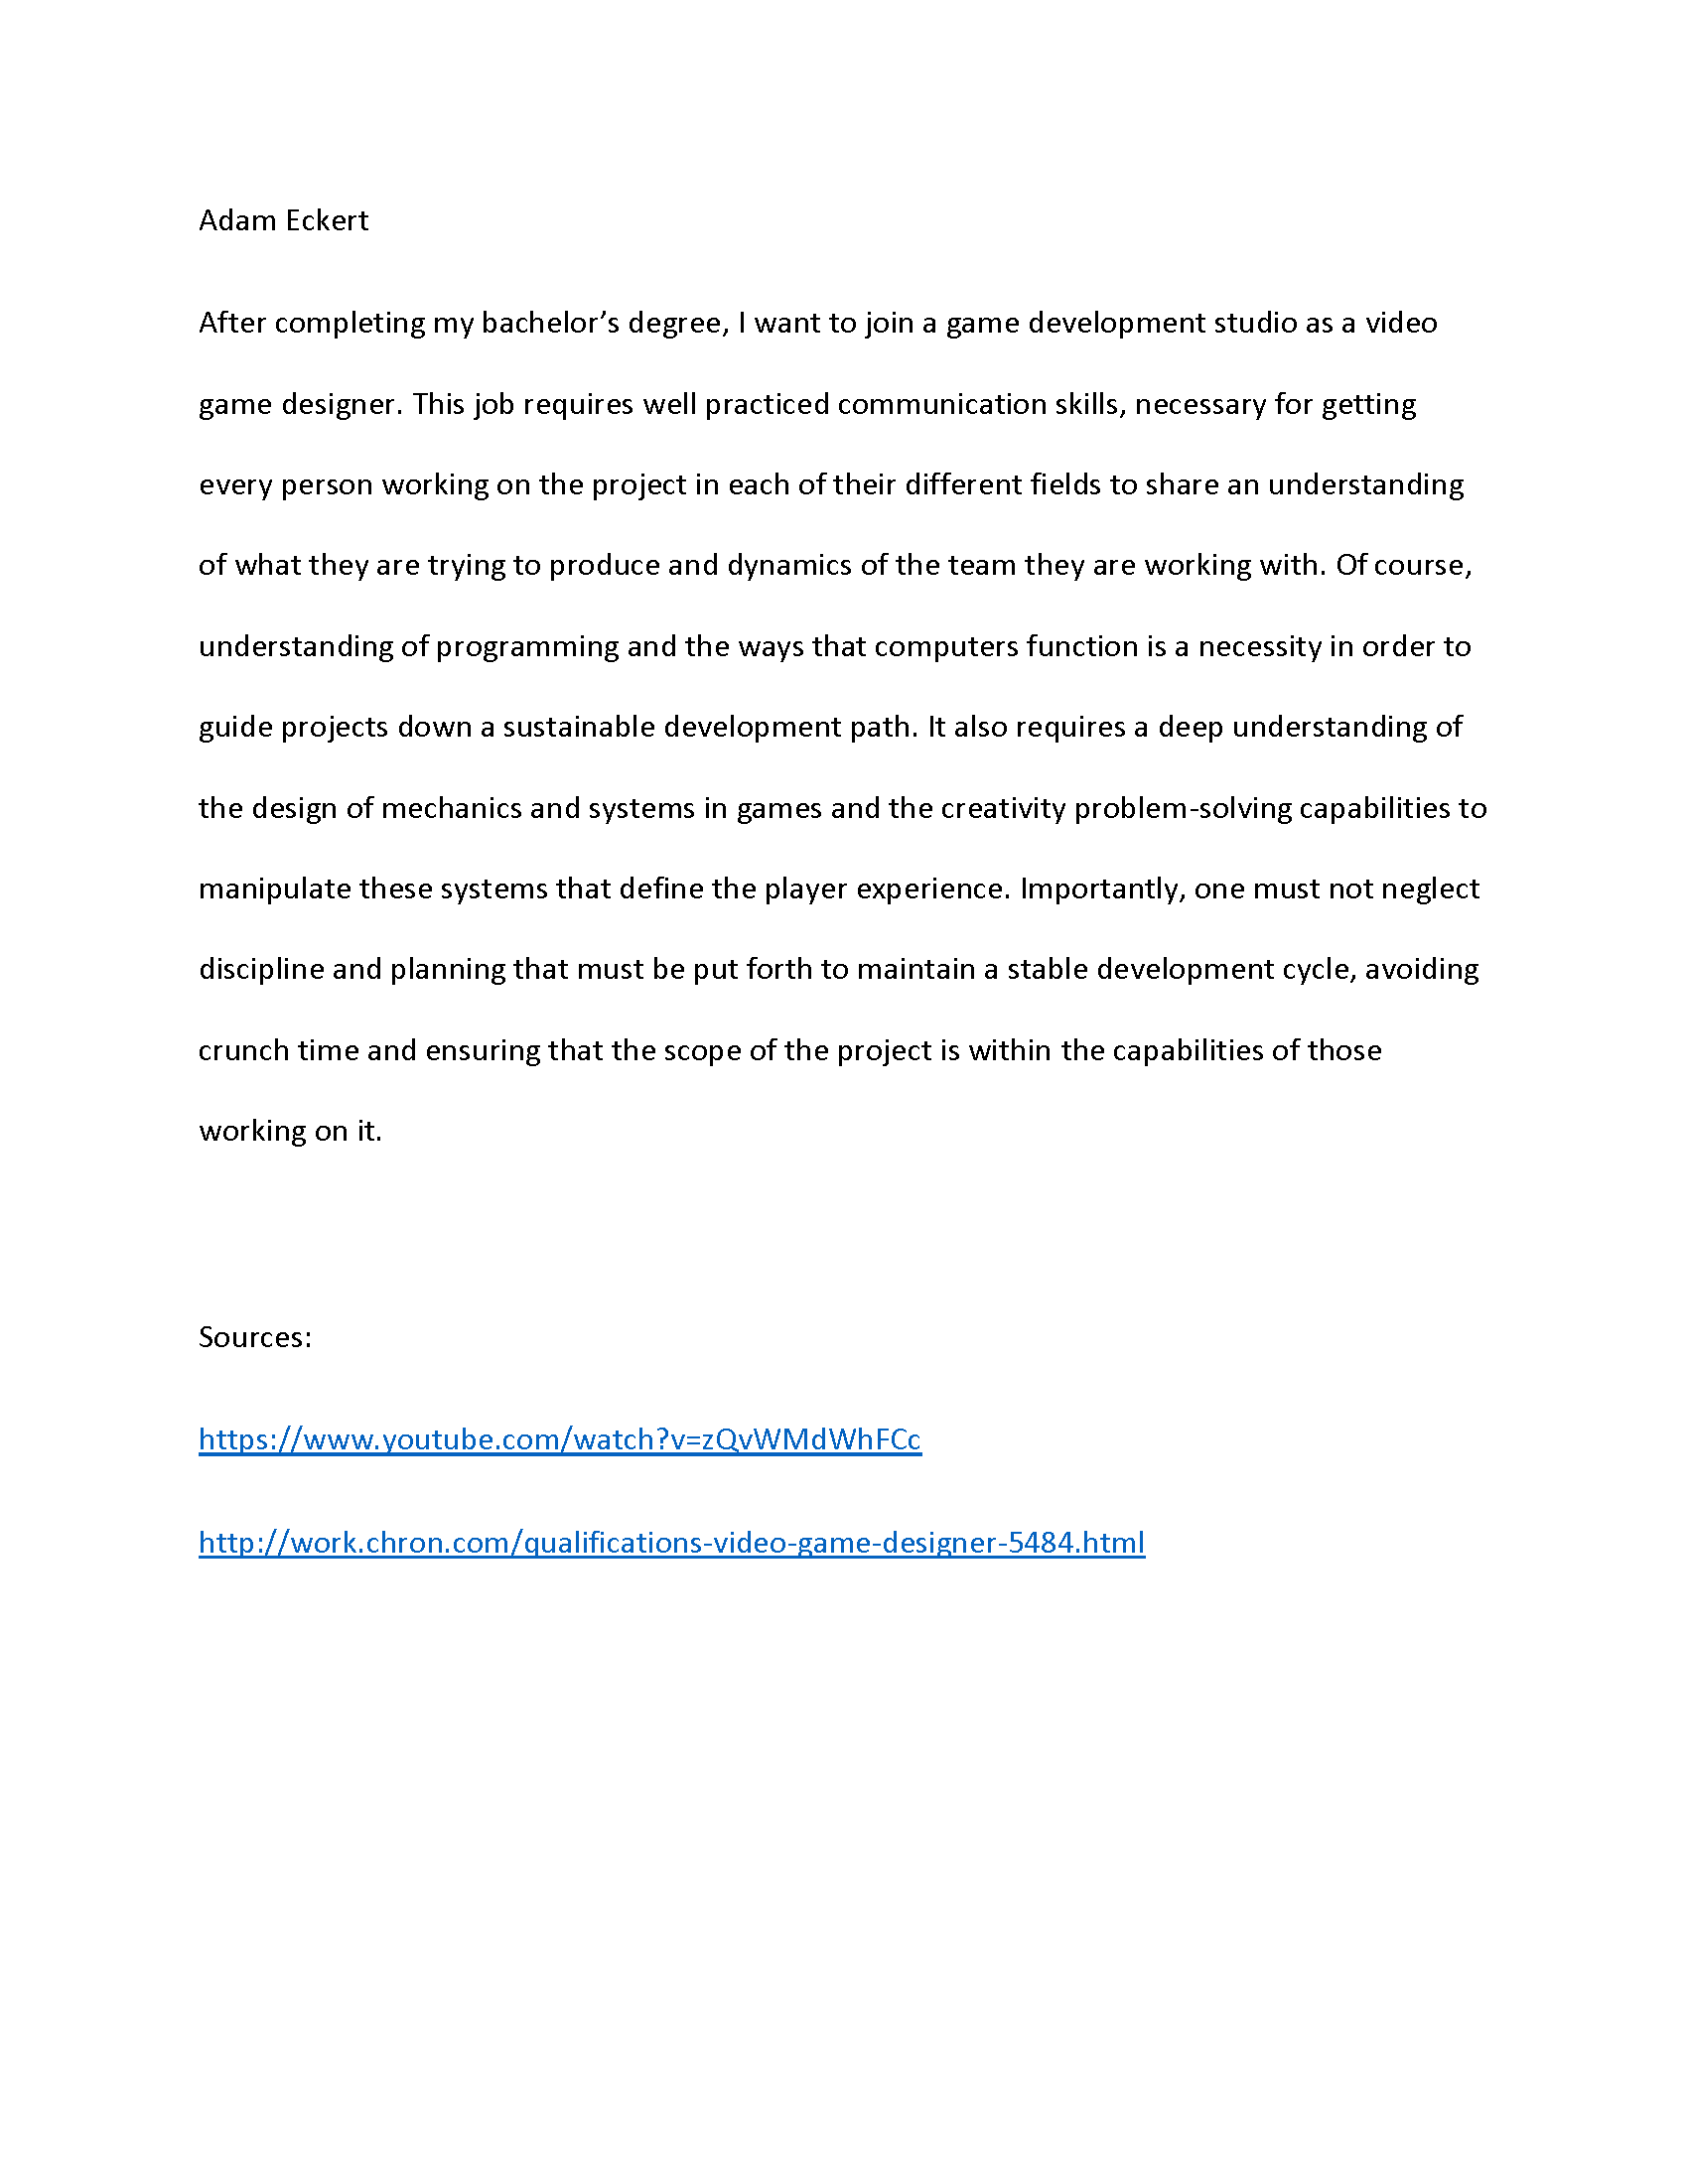 Adam Eckert
After completing my bachelor’s degree, I want to join a game development studio as a video
game designer. This job requires well practiced communication skills, necessary for getting
every person working on the project in each of their different fields to share an understanding
of what they are trying to produce and dynamics of the team they are working with. Of course,
understanding of programming and the ways that computers function is a necessity in order to
guide projects down a sustainable development path. It also requires a deep understanding of
the design of mechanics and systems in games and the creativity problem-solving capabilities to
manipulate these systems that define the player experience. Importantly, one must not neglect
discipline and planning that must be put forth to maintain a stable development cycle, avoiding
crunch time and ensuring that the scope of the project is within the capabilities of those
working on it.
Sources:
https://www.youtube.com/watch?v=zQvWMdWhFCc
http://work.chron.com/qualifications-video-game-designer-5484.html